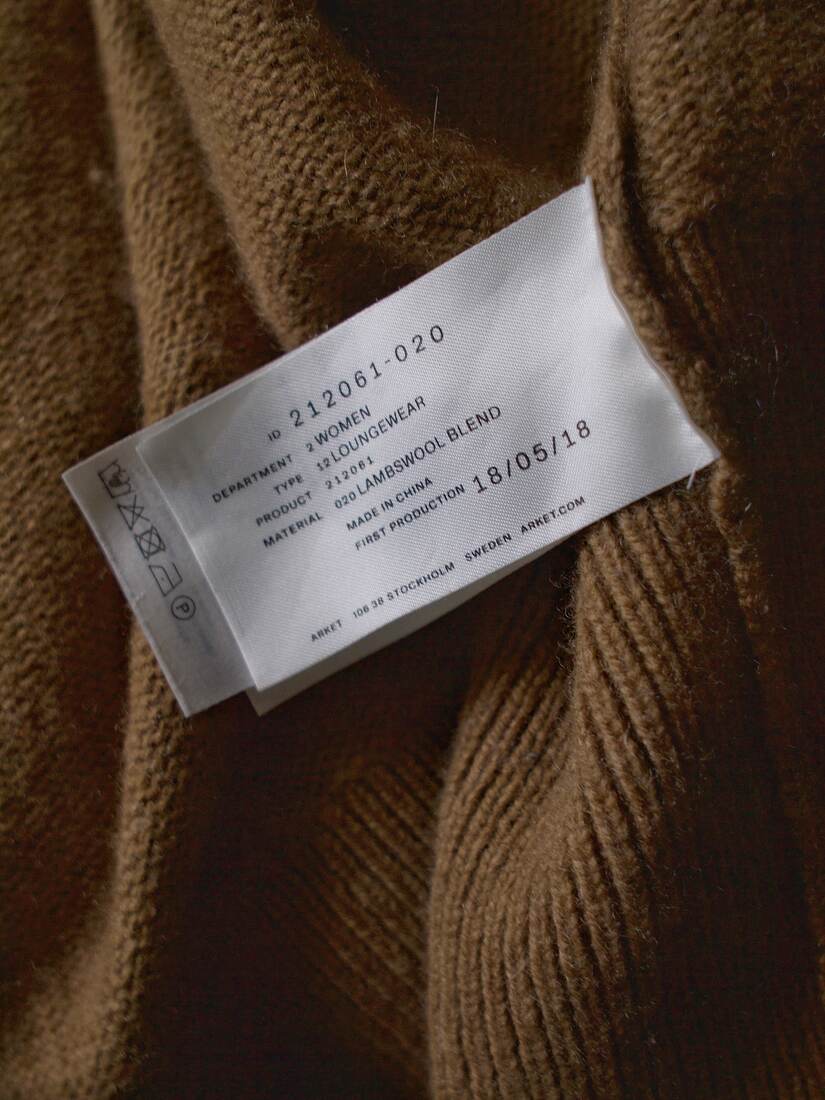 ID 212061-020
DEPARTMENT 2 WOMEN
TYPE 12 LOUNGEWEAR
PRODUCT 212061
MATERIAL 020 LAMBSWOOL BLEND
MADE IN CHINA
FIRST PRODUCTION 18/05/18
ARKET 106 38 STOCKHOLM SWEDEN ARKET.COM
P